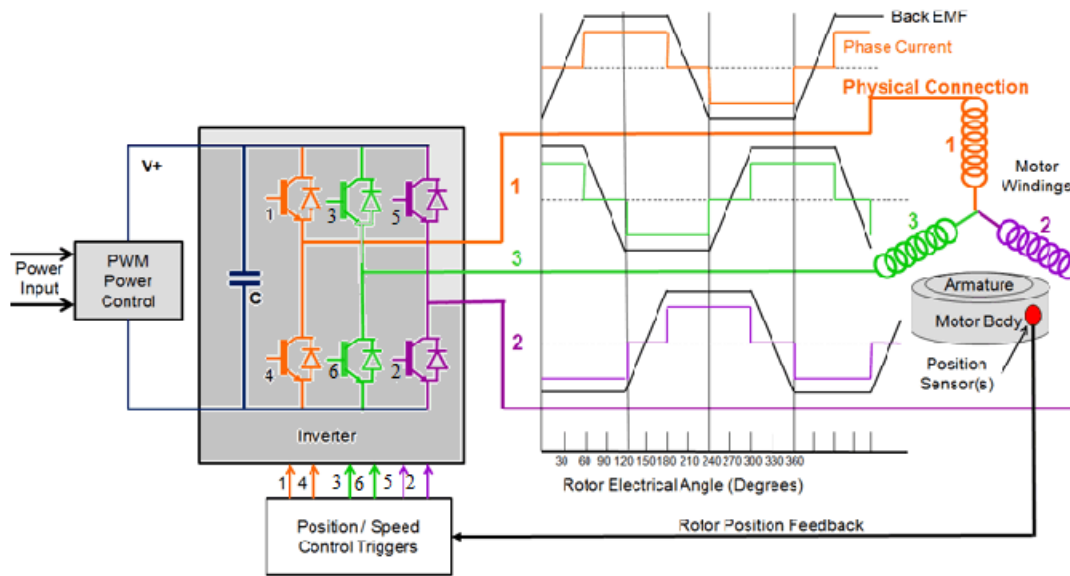 Back EMF
Phase Current
Physical Connection
V+
1
3
5
1
1
Motor
Windings
3
2
Power
Input
PWM
Power
Control
C
3
Armature
Motor Body
4
6
2
2
Position
Sensor(s)
Inverter
30 60 90 120 150 180 210 240 270 300 330 360
Rotor Electrical Angle (Degrees)
1 4 3 6 5 2
Position / Speed
Control Triggers
Rotor Position Feedback